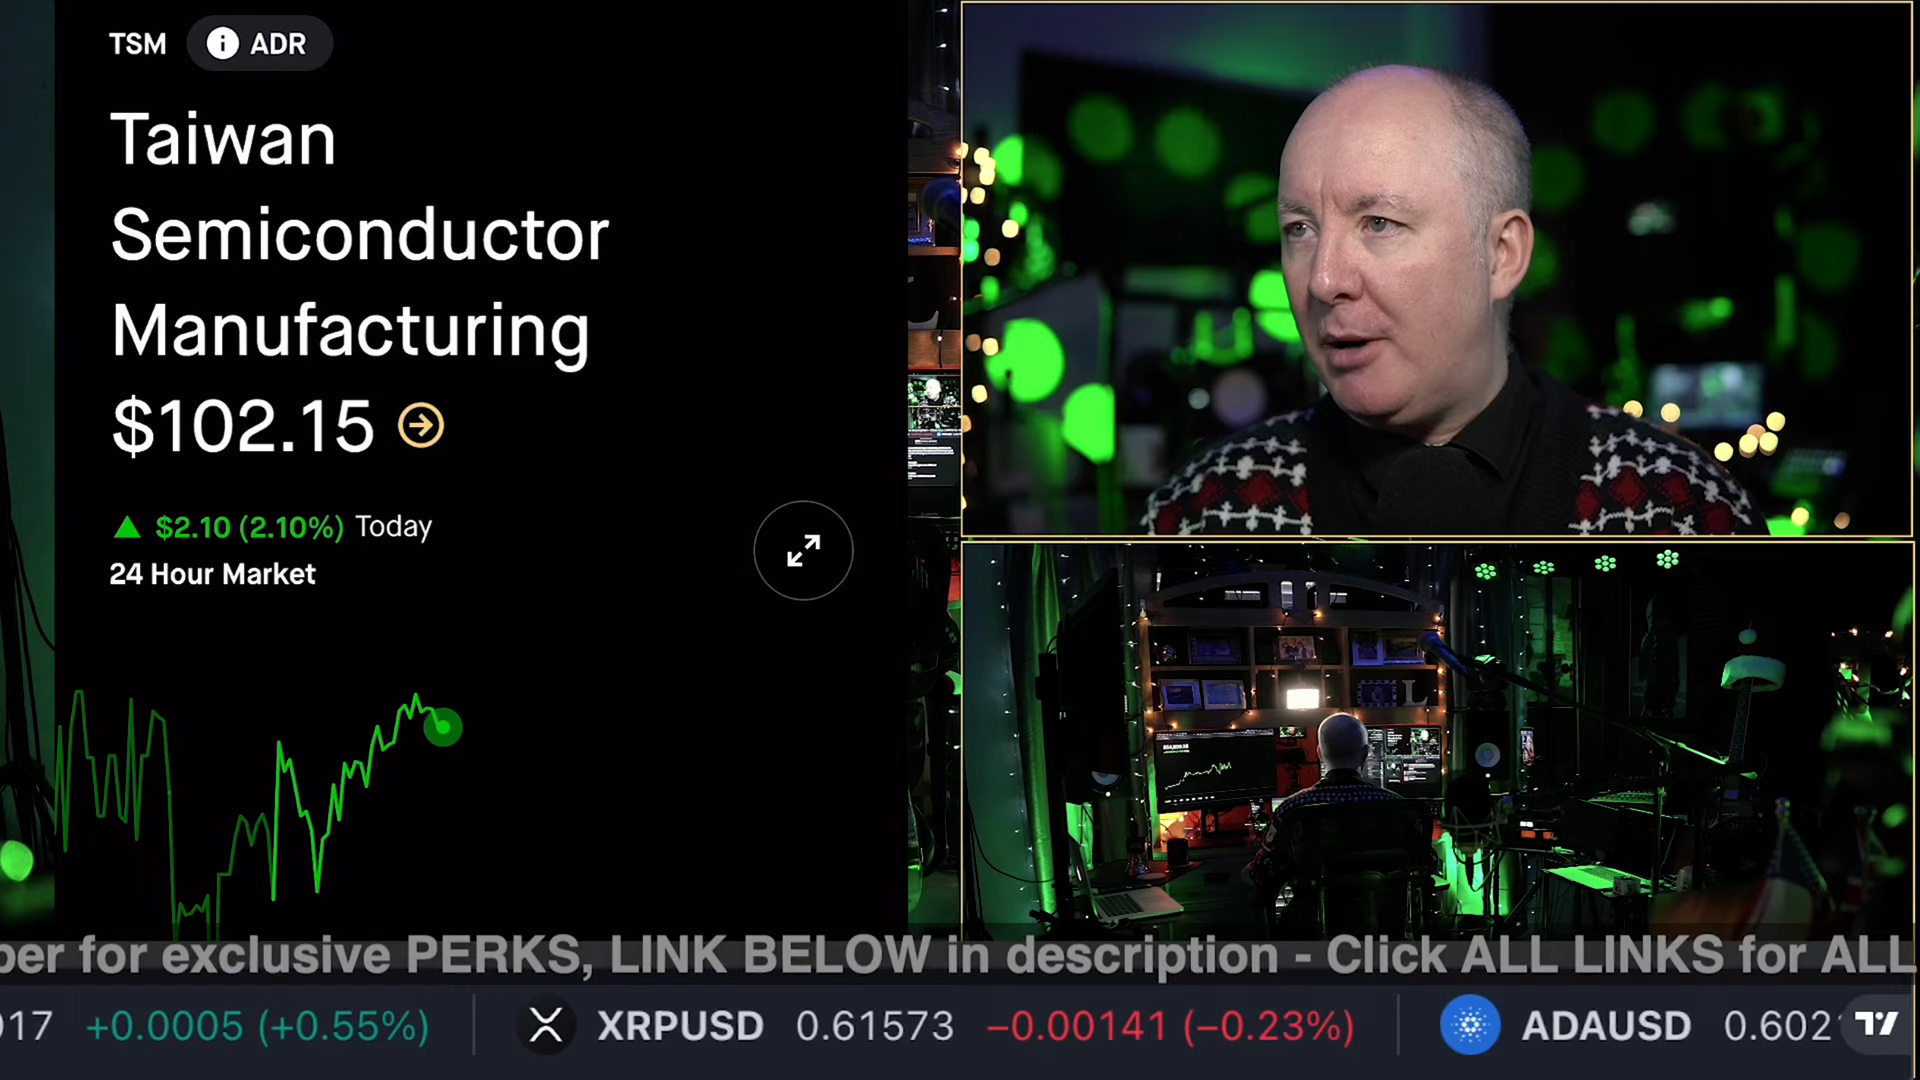 TSM
ADR
Taiwan
Semiconductor
Manufacturing
$102.15
$2.10 (2.10%) Today
24 Hour Market
for exclusive PERKS, LINK BELOW in description - Click ALL LINKS for ALL
+0.0005 (+0.55%) XRPUSD 0.61573 −0.00141 (−0.23%) ADAUSD 0.602